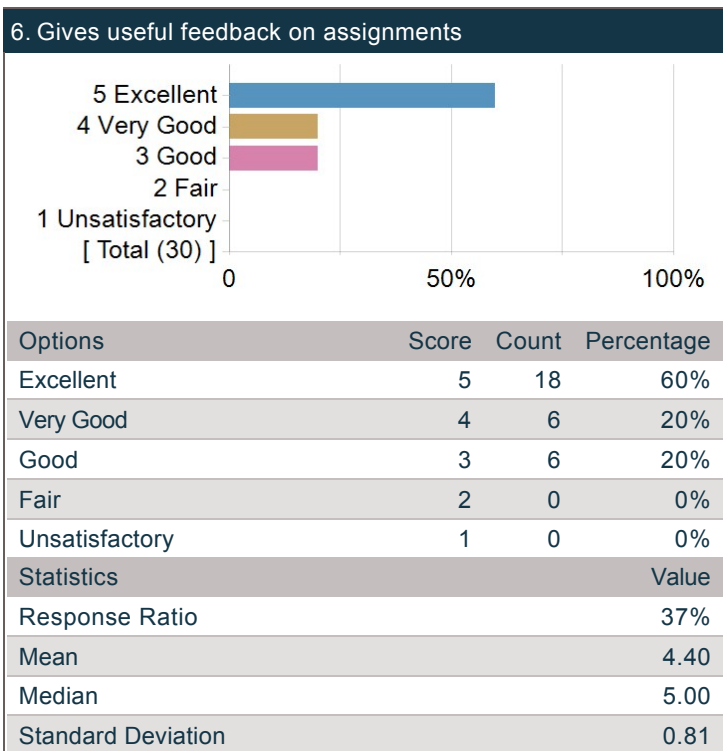 6. Gives useful feedback on assignments
5 Excellent
4 Very Good
3 Good
2 Fair
1 Unsatisfactory
[ Total (30) ]
0 50% 100%
Options Score Count Percentage
Excellent 5 18 60%
Very Good 4 6 20%
Good 3 6 20%
Fair 2 0 0%
Unsatisfactory 1 0 0%
Statistics Value
Response Ratio 37%
Mean 4.40
Median 5.00
Standard Deviation 0.81